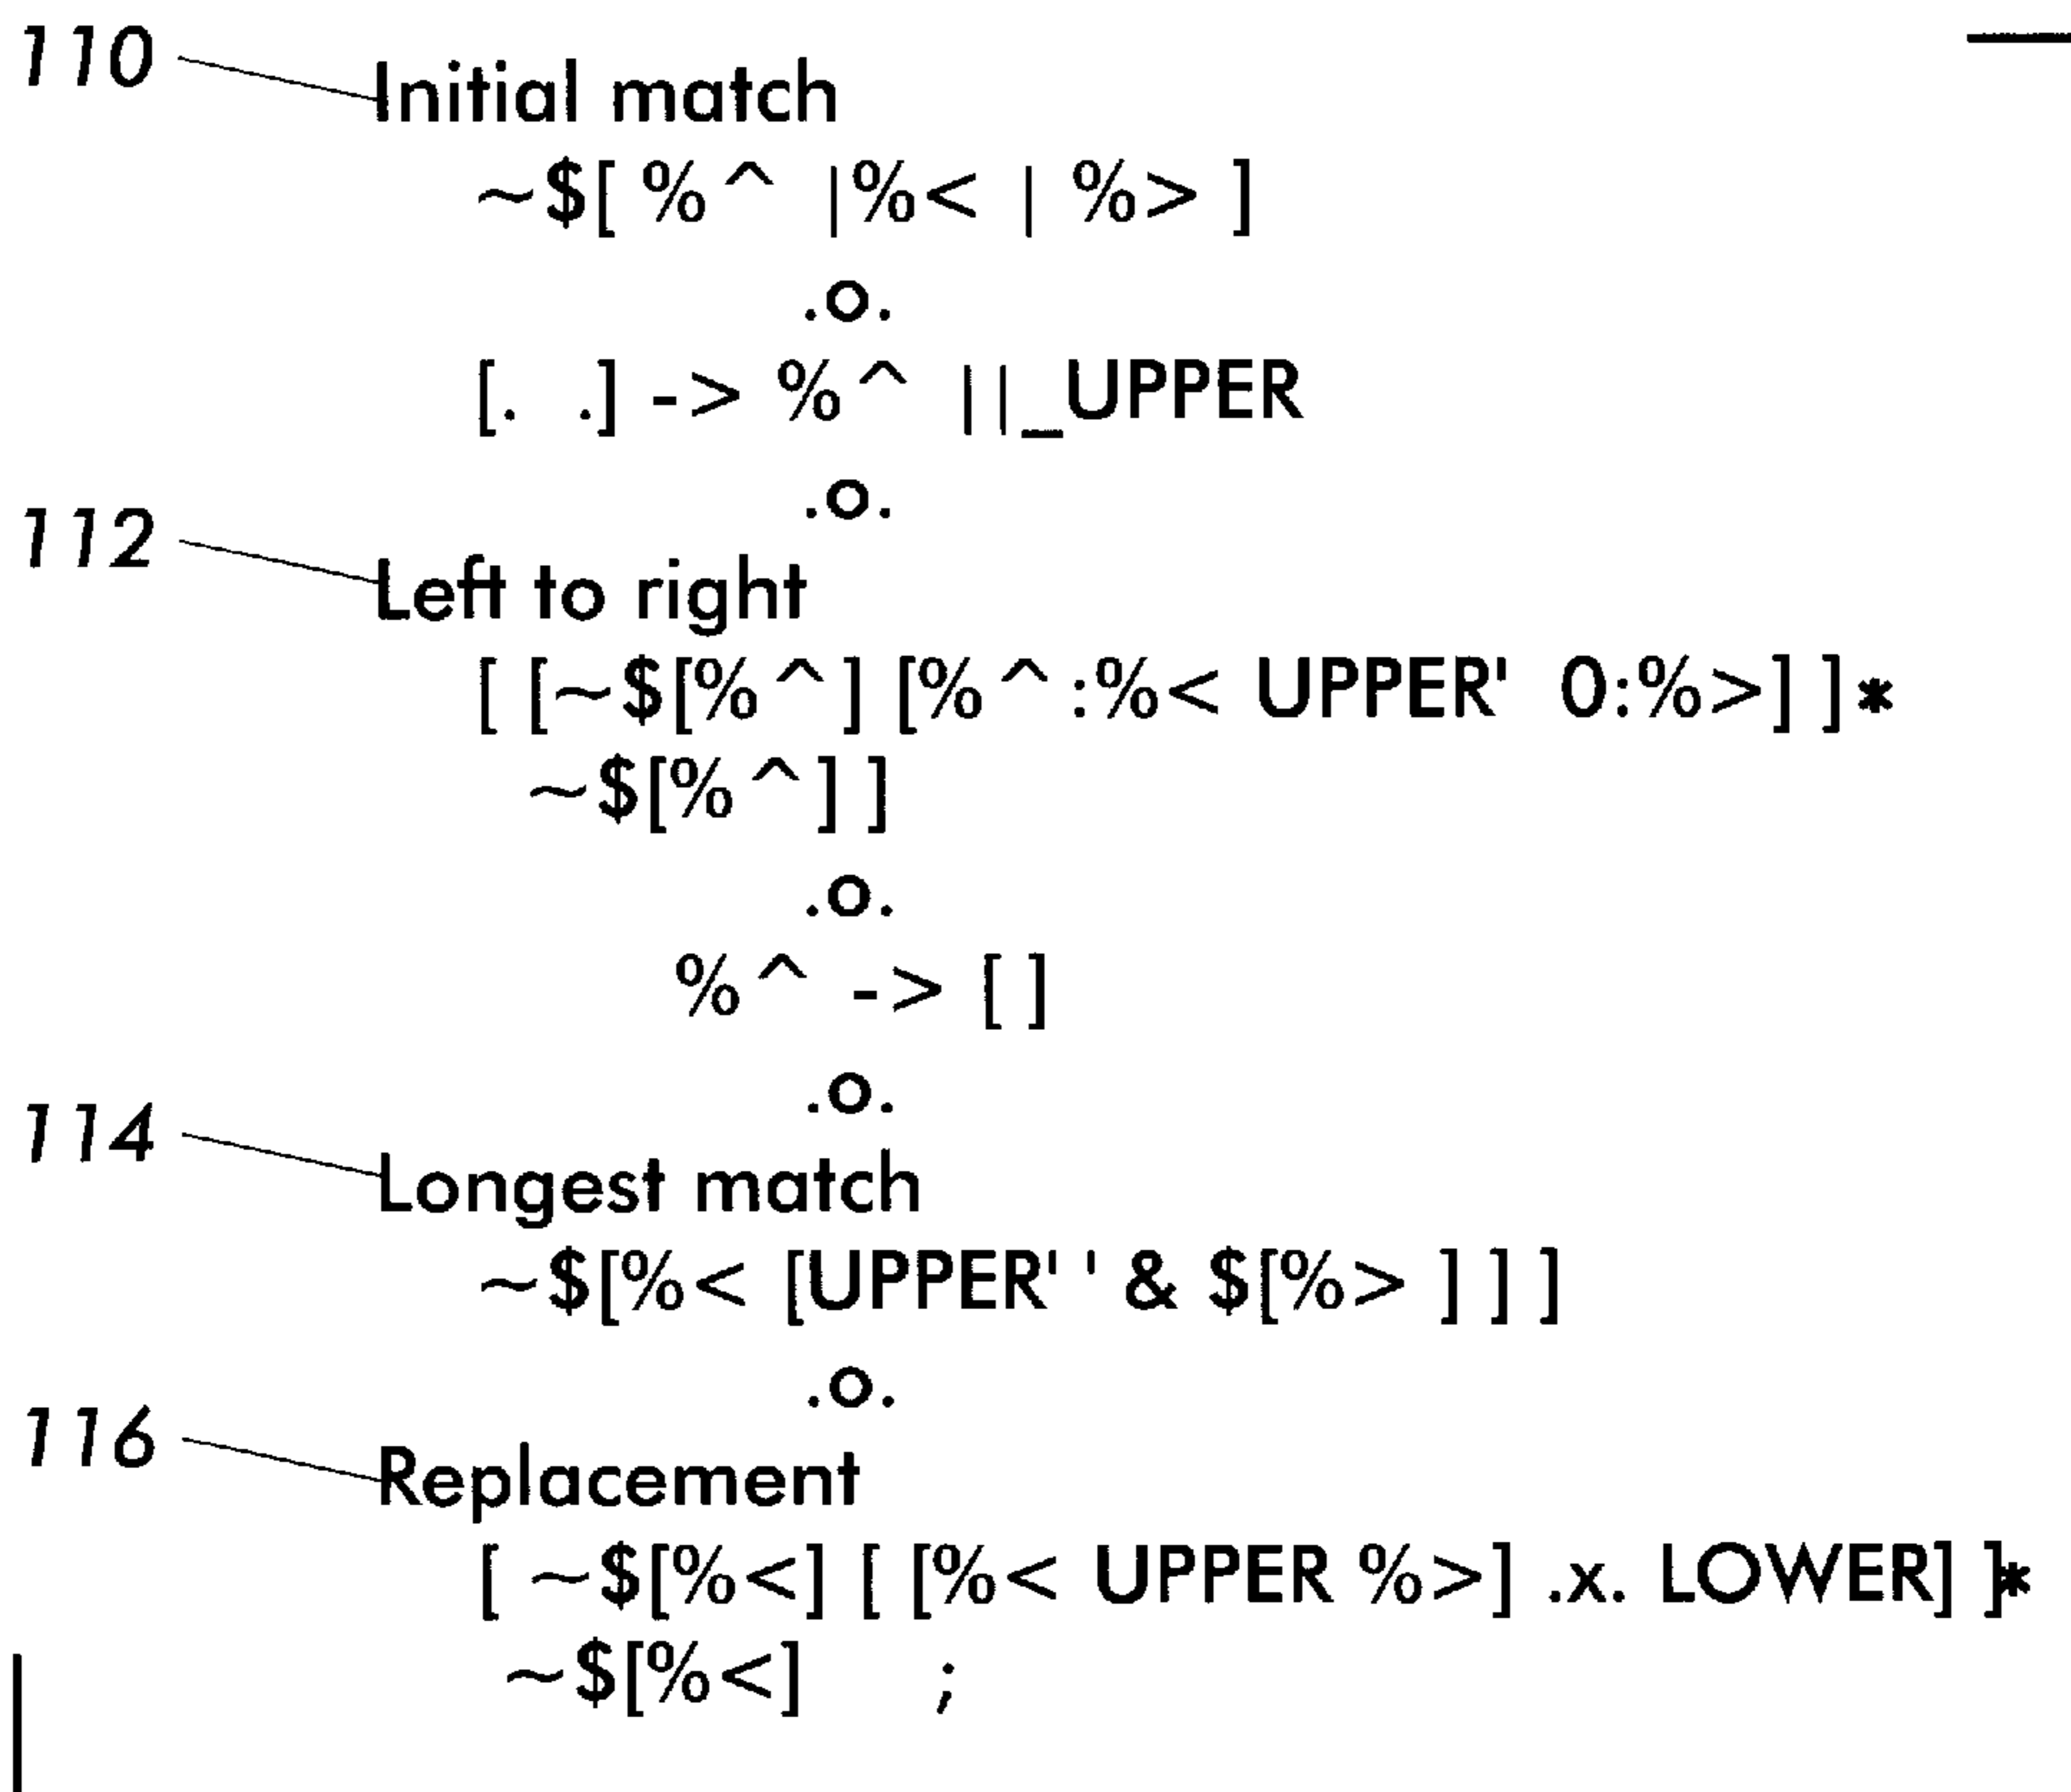 110 Initial match
~$[ %^ |%< | %> ]
.o.
[. .] -> %^ ||_UPPER
.o.
112 Left to right
[ [~$[%^] [%^:%< UPPER' 0:%>] ]*
~$[%^] ]
.o.
%^ -> [ ]
.o.
114 Longest match
~$[%< [UPPER' ' & $[%> ] ] ]
.o.
116 Replacement
[ ~$[%<] [ [%< UPPER %>] .x. LOWER] ]*
~$[%<] ;